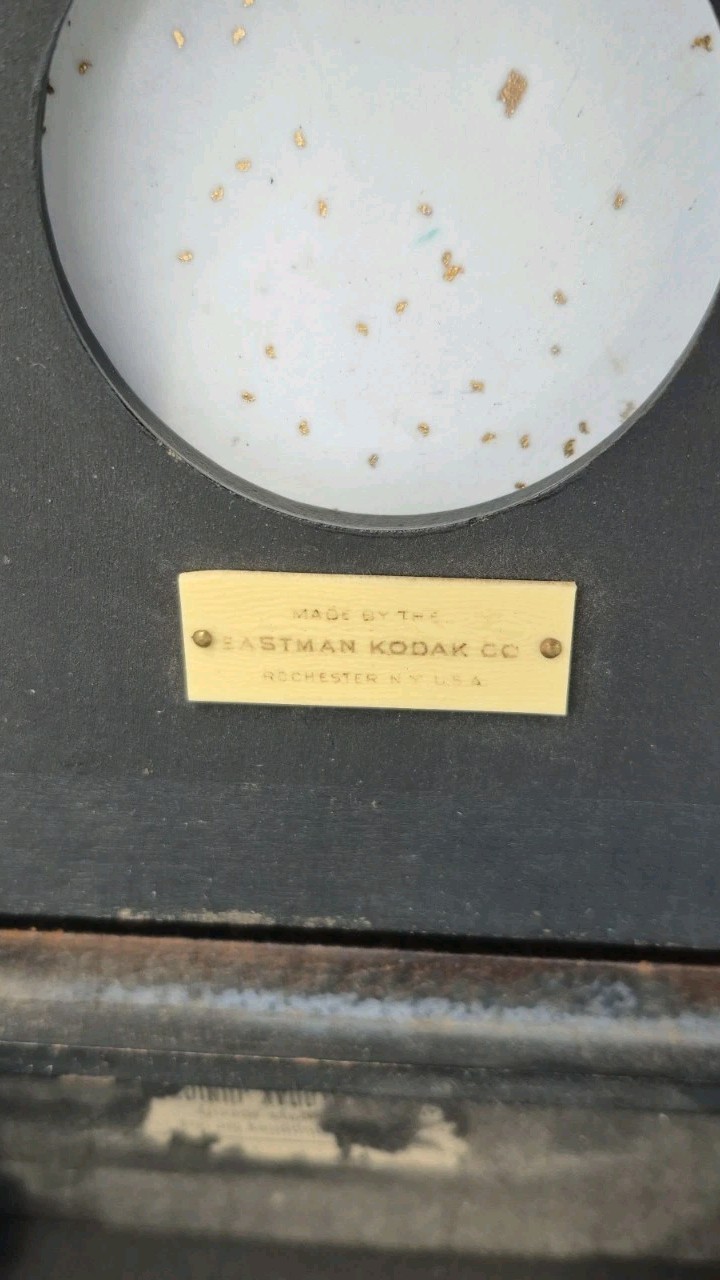 MADE BY THE
EASTMAN KODAK CO
ROCHESTER N.Y. U.S.A.